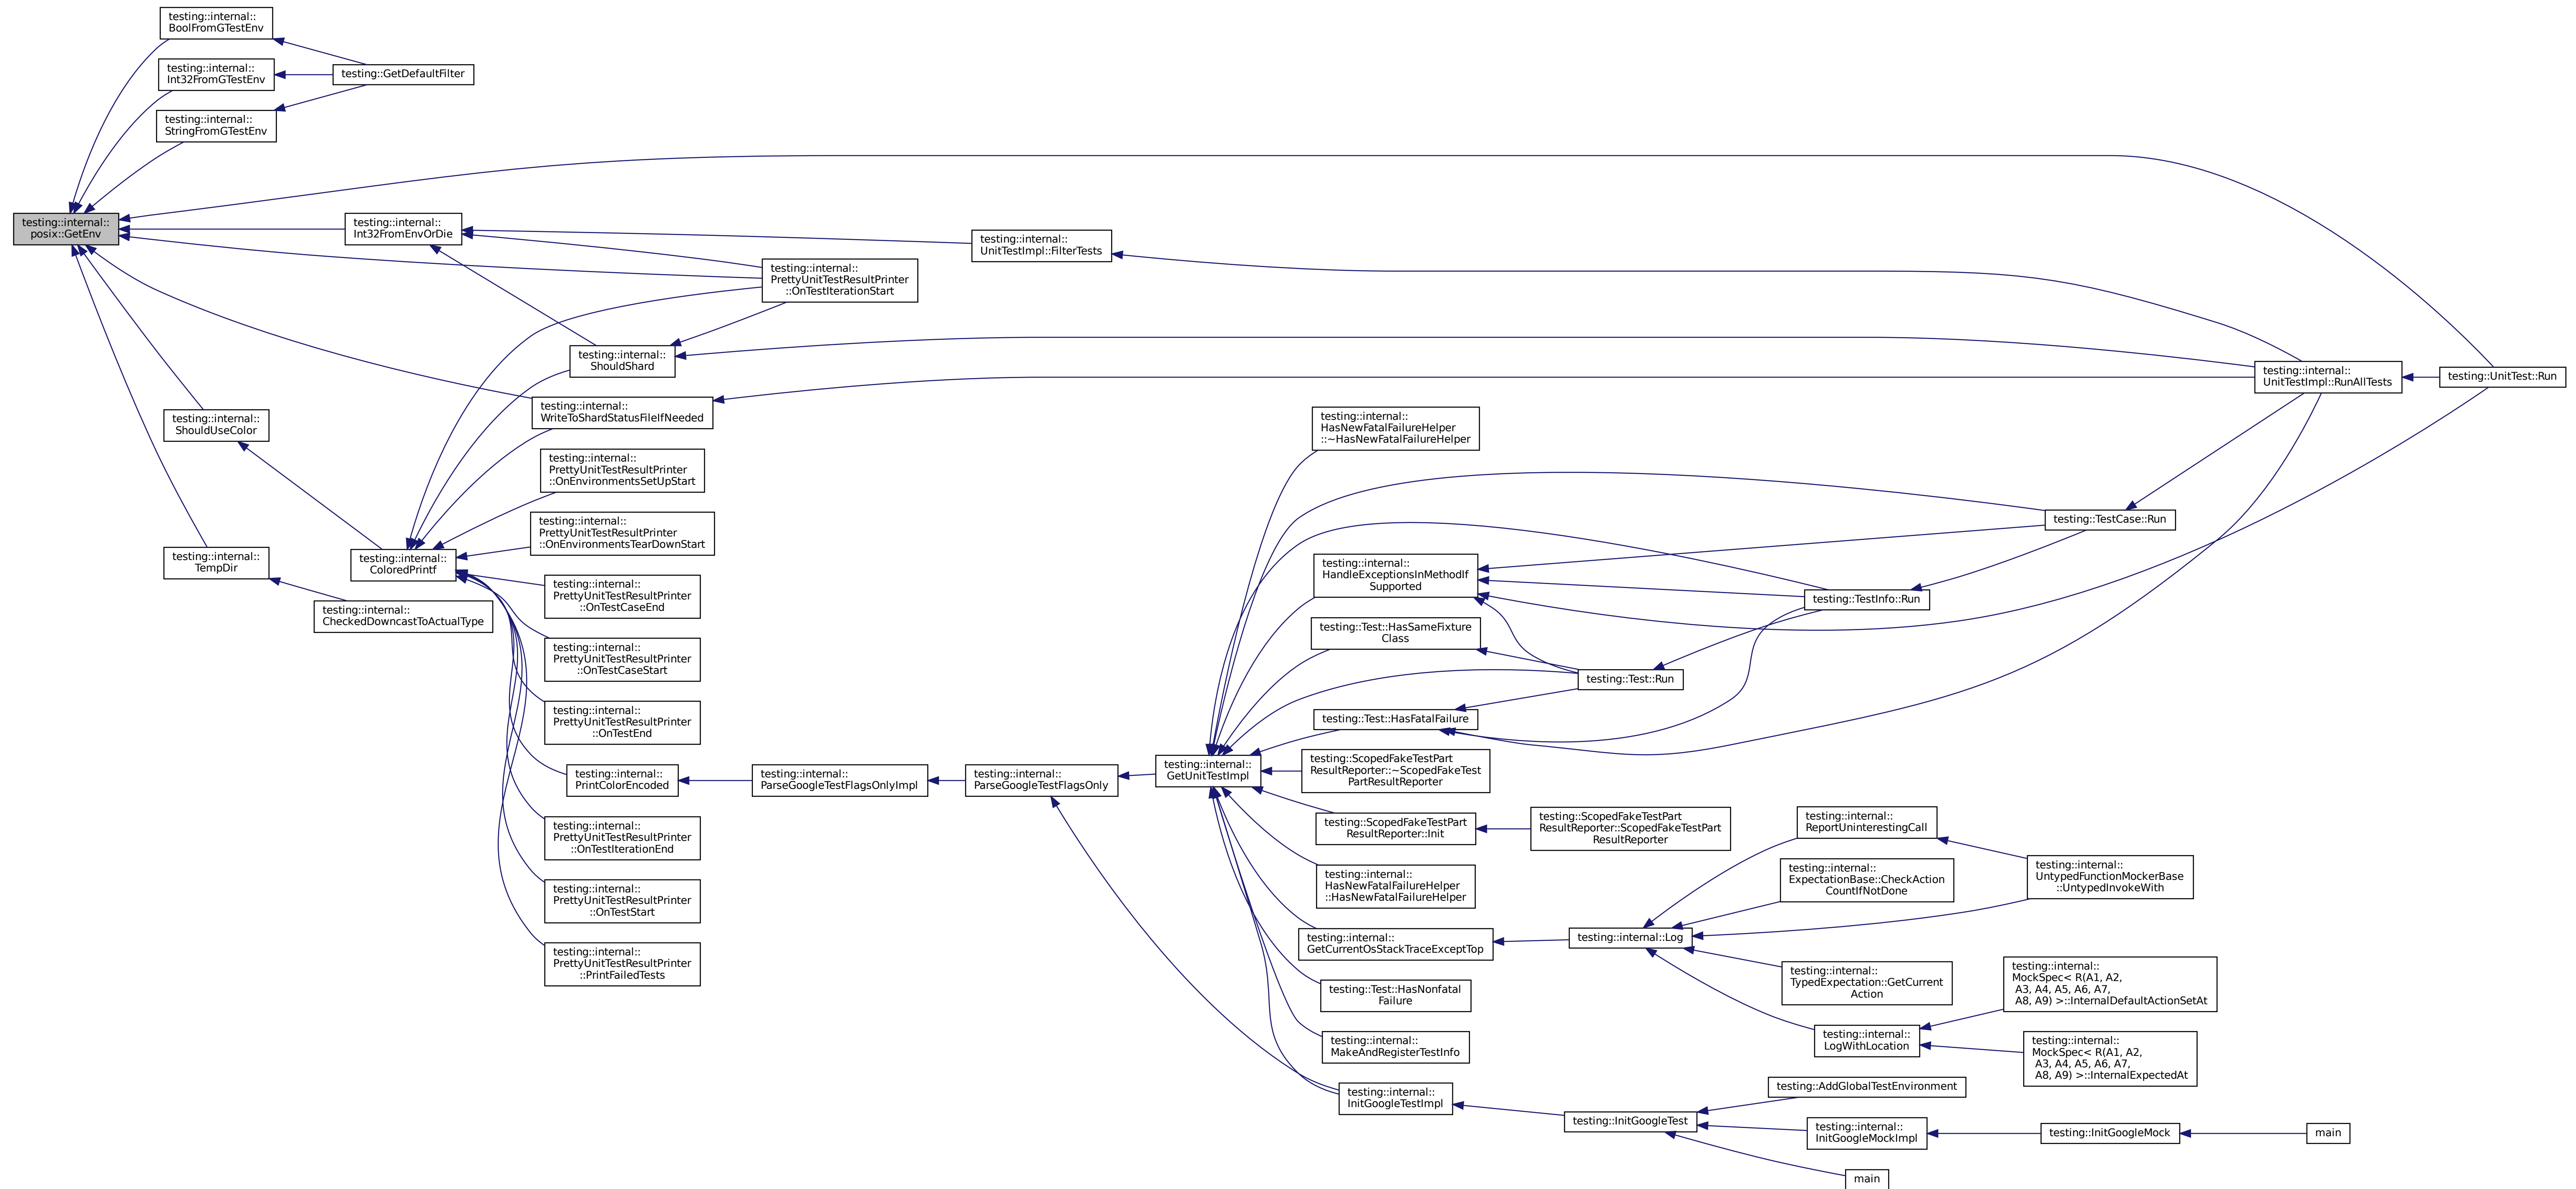 testing::internal::
BoolFromGTestEnv
testing::internal::
Int32FromGTestEnv
testing::GetDefaultFilter
testing::internal::
StringFromGTestEnv
testing::internal::
posix::GetEnv
testing::internal::
Int32FromEnvOrDie
testing::internal::
UnitTestImpl::FilterTests
testing::internal::
PrettyUnitTestResultPrinter
::OnTestIterationStart
testing::internal::
ShouldShard
testing::internal::
UnitTestImpl::RunAllTests
testing::UnitTest::Run
testing::internal::
WriteToShardStatusFileIfNeeded
testing::internal::
ShouldUseColor
testing::internal::
HasNewFatalFailureHelper
::~HasNewFatalFailureHelper
testing::internal::
PrettyUnitTestResultPrinter
::OnEnvironmentsSetUpStart
testing::internal::
PrettyUnitTestResultPrinter
::OnEnvironmentsTearDownStart
testing::TestCase::Run
testing::internal::
TempDir
testing::internal::
ColoredPrintf
testing::internal::
HandleExceptionsInMethodIf
Supported
testing::internal::
PrettyUnitTestResultPrinter
::OnTestCaseEnd
testing::TestInfo::Run
testing::internal::
CheckedDowncastToActualType
testing::Test::HasSameFixture
Class
testing::internal::
PrettyUnitTestResultPrinter
::OnTestCaseStart
testing::Test::Run
testing::internal::
PrettyUnitTestResultPrinter
::OnTestEnd
testing::Test::HasFatalFailure
testing::internal::
PrintColorEncoded
testing::internal::
ParseGoogleTestFlagsOnlyImpl
testing::internal::
ParseGoogleTestFlagsOnly
testing::internal::
GetUnitTestImpl
testing::ScopedFakeTestPart
ResultReporter::~ScopedFakeTest
PartResultReporter
testing::internal::
PrettyUnitTestResultPrinter
::OnTestIterationEnd
testing::ScopedFakeTestPart
ResultReporter::Init
testing::ScopedFakeTestPart
ResultReporter::ScopedFakeTestPart
ResultReporter
testing::internal::
ReportUninterestingCall
testing::internal::
PrettyUnitTestResultPrinter
::OnTestStart
testing::internal::
HasNewFatalFailureHelper
::HasNewFatalFailureHelper
testing::internal::
ExpectationBase::CheckAction
CountIfNotDone
testing::internal::
UntypedFunctionMockerBase
::UntypedInvokeWith
testing::internal::
PrettyUnitTestResultPrinter
::PrintFailedTests
testing::internal::
GetCurrentOsStackTraceExceptTop
testing::internal::Log
testing::internal::
TypedExpectation::GetCurrent
Action
testing::internal::
MockSpec< R(A1, A2,
A3, A4, A5, A6, A7,
A8, A9) >::InternalDefaultActionSetAt
testing::Test::HasNonfatal
Failure
testing::internal::
LogWithLocation
testing::internal::
MockSpec< R(A1, A2,
A3, A4, A5, A6, A7,
A8, A9) >::InternalExpectedAt
testing::internal::
MakeAndRegisterTestInfo
testing::internal::
InitGoogleTestImpl
testing::AddGlobalTestEnvironment
testing::InitGoogleTest
testing::internal::
InitGoogleMockImpl
testing::InitGoogleMock
main
main